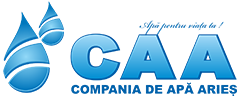 Apă pentru viața ta !
CAA
COMPANIA DE APĂ ARIEȘ